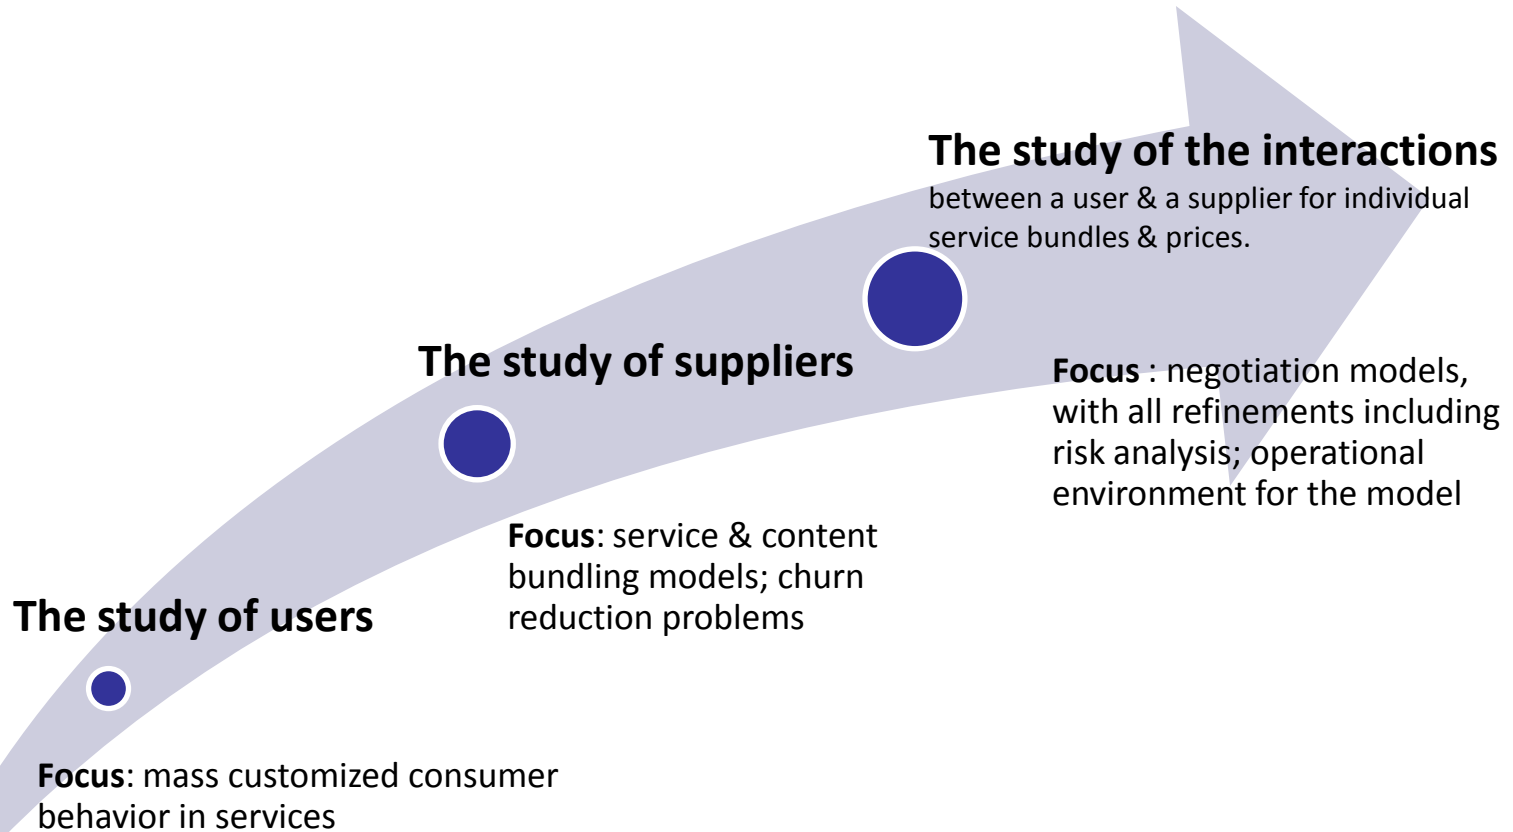 The study of the interactions
between a user & a supplier for individual
service bundles & prices.
The study of suppliers
Focus : negotiation models,
with all refinements including
risk analysis; operational
environment for the model
Focus: service & content
bundling models; churn
reduction problems
The study of users
Focus: mass customized consumer
behavior in services